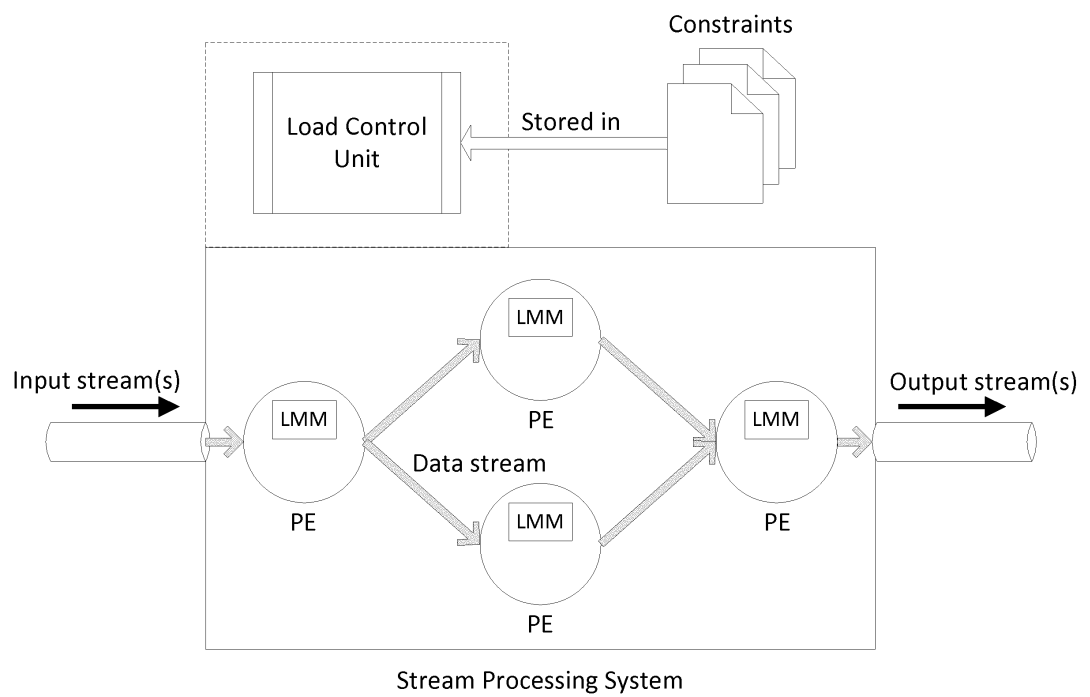 Constraints
Load Control
Unit
Stored in
LMM
PE
Input stream(s)
Output stream(s)
LMM
PE
LMM
PE
Data stream
LMM
PE
Stream Processing System